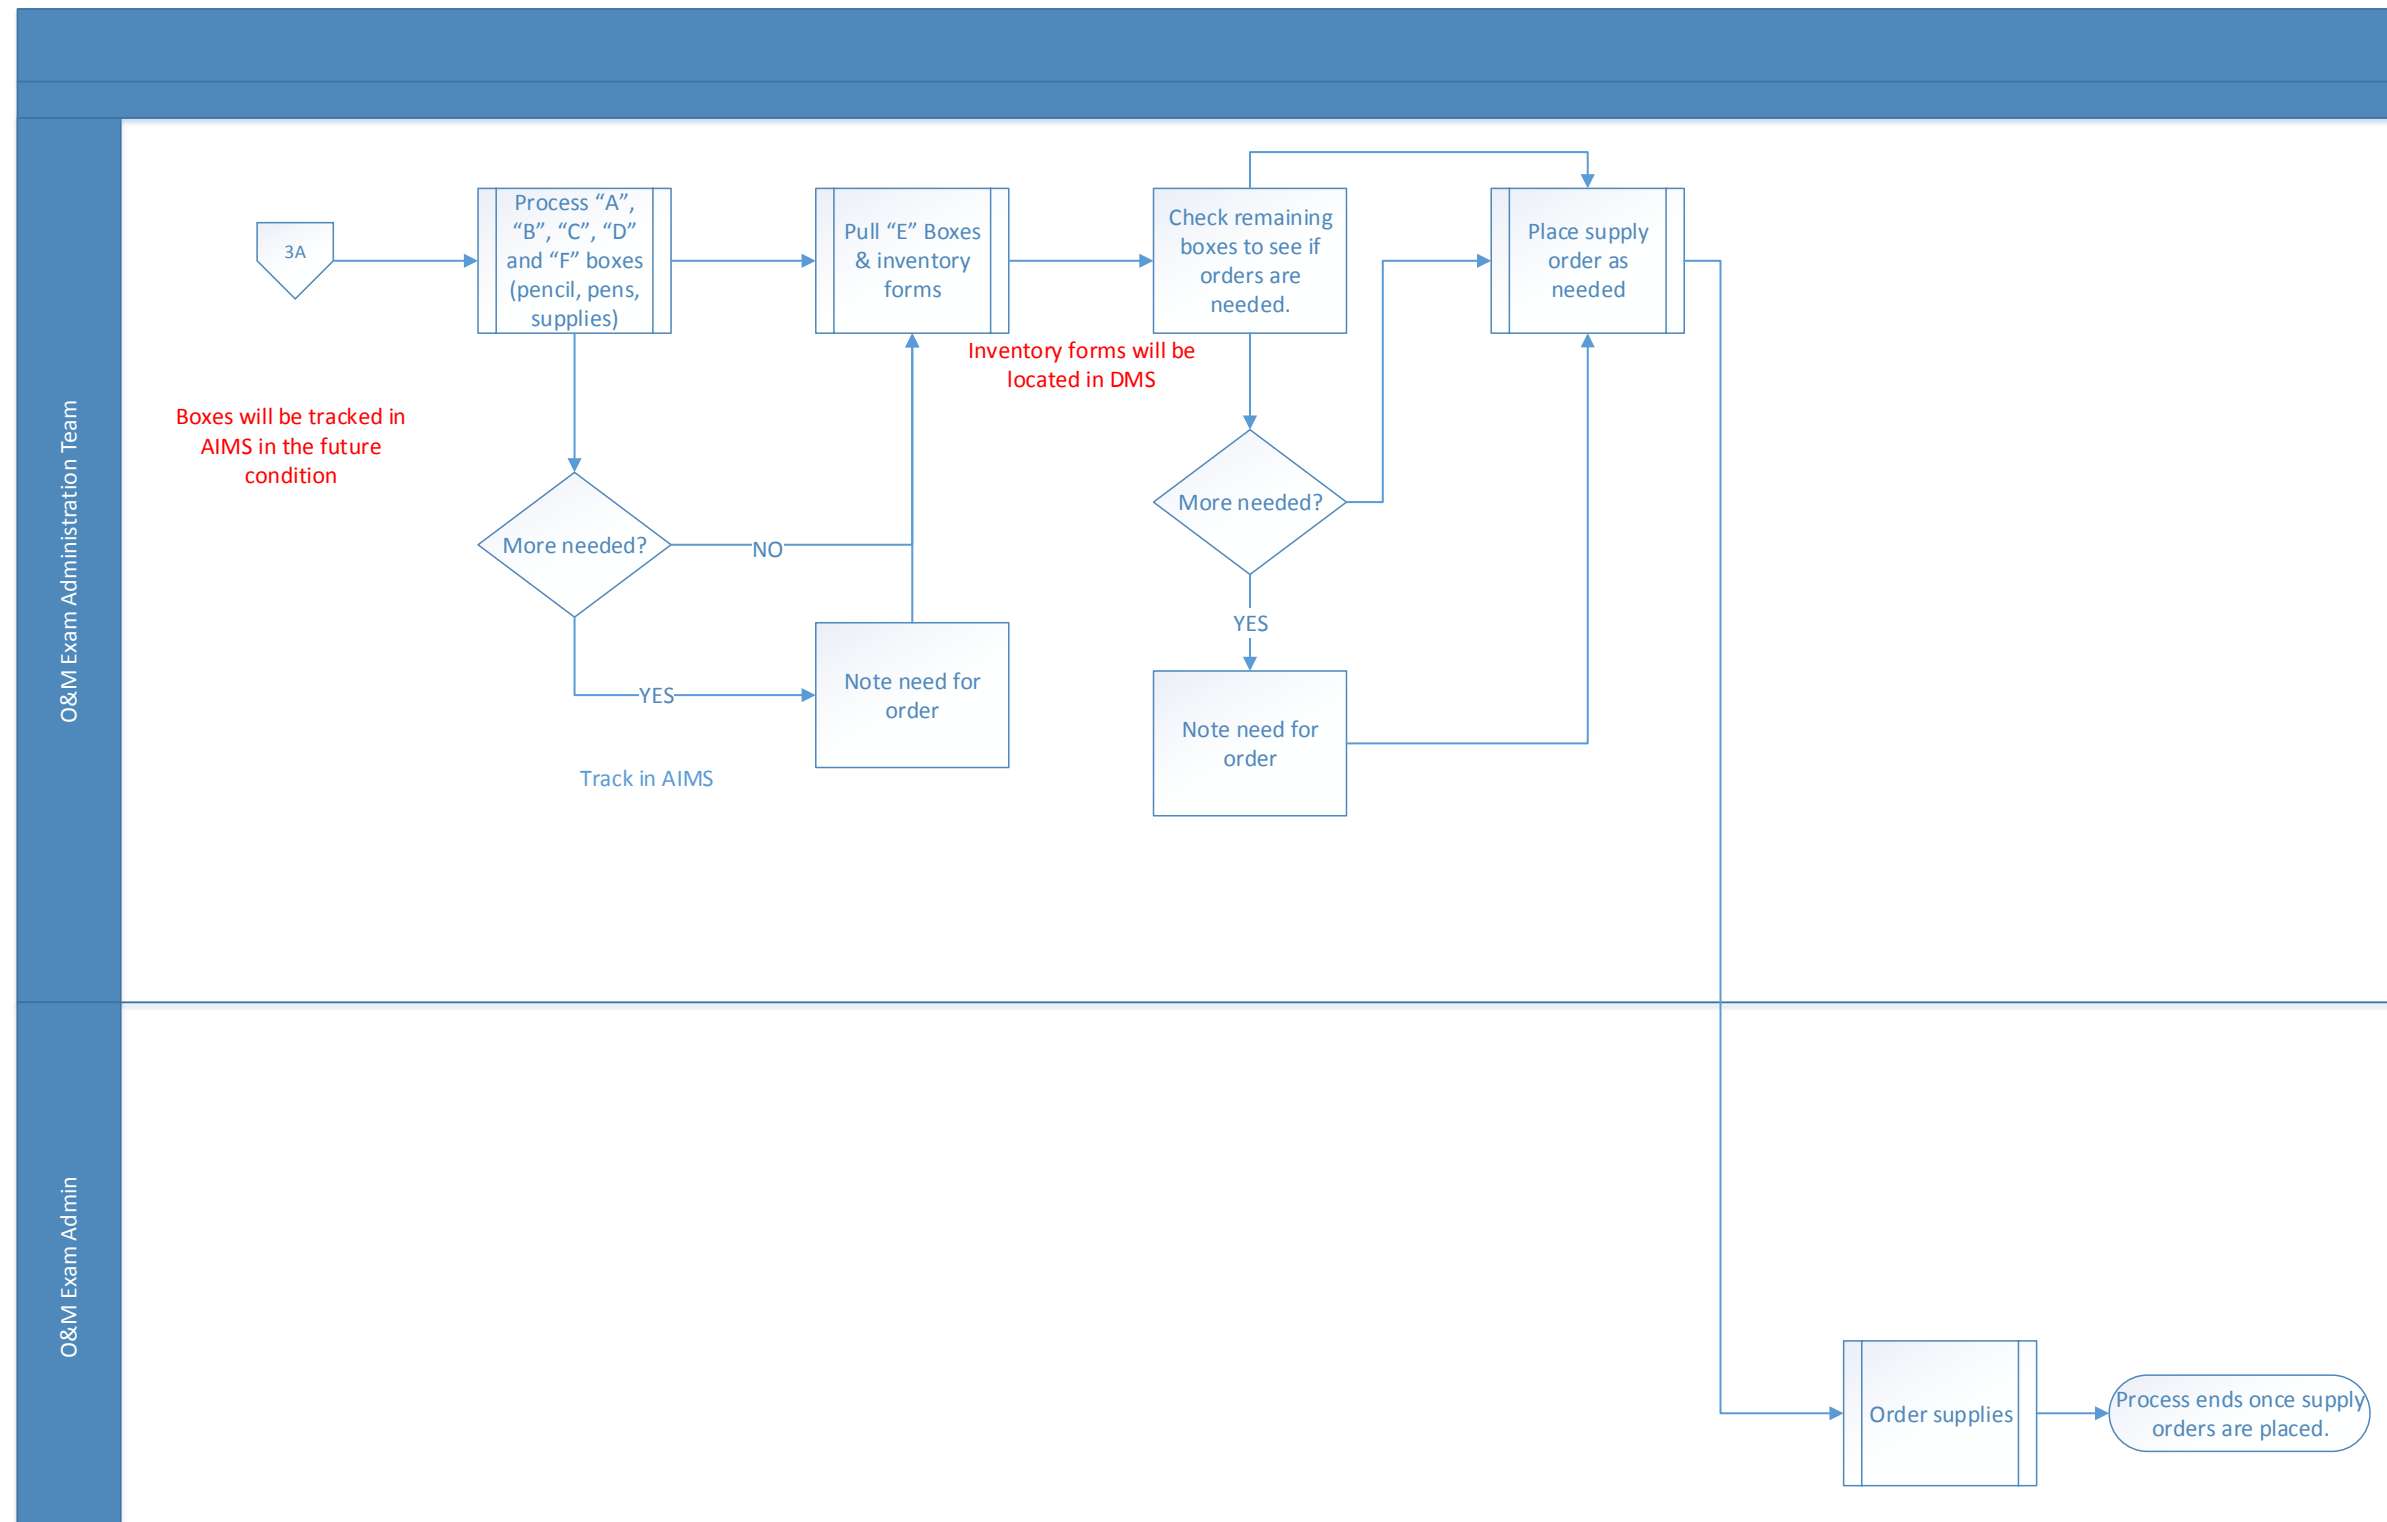 O&M Exam Administration Team
3A
Process “A”,
“B”, “C”, “D”
and “F” boxes
(pencil, pens,
supplies)
Pull “E” Boxes
& inventory
forms
Check remaining
boxes to see if
orders are
needed.
Place supply
order as
needed
Inventory forms will be
located in DMS
Boxes will be tracked in
AIMS in the future
condition
More needed?
NO
More needed?
YES
YES
Note need for
order
Note need for
order
Track in AIMS
O&M Exam Admin
Order supplies
Process ends once supply
orders are placed.